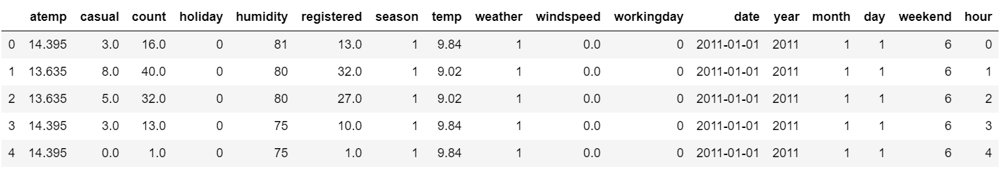 atemp casual count holiday humidity registered season temp weather windspeed workingday date year month day weekend hour
0 14.395 3.0 16.0 0 81 13.0 1 9.84 1 0.0 0 2011-01-01 2011 1 1 6 0
1 13.635 8.0 40.0 0 80 32.0 1 9.02 1 0.0 0 2011-01-01 2011 1 1 6 1
2 13.635 5.0 32.0 0 80 27.0 1 9.02 1 0.0 0 2011-01-01 2011 1 1 6 2
3 14.395 3.0 13.0 0 75 10.0 1 9.84 1 0.0 0 2011-01-01 2011 1 1 6 3
4 14.395 0.0 1.0 0 75 1.0 1 9.84 1 0.0 0 2011-01-01 2011 1 1 6 4